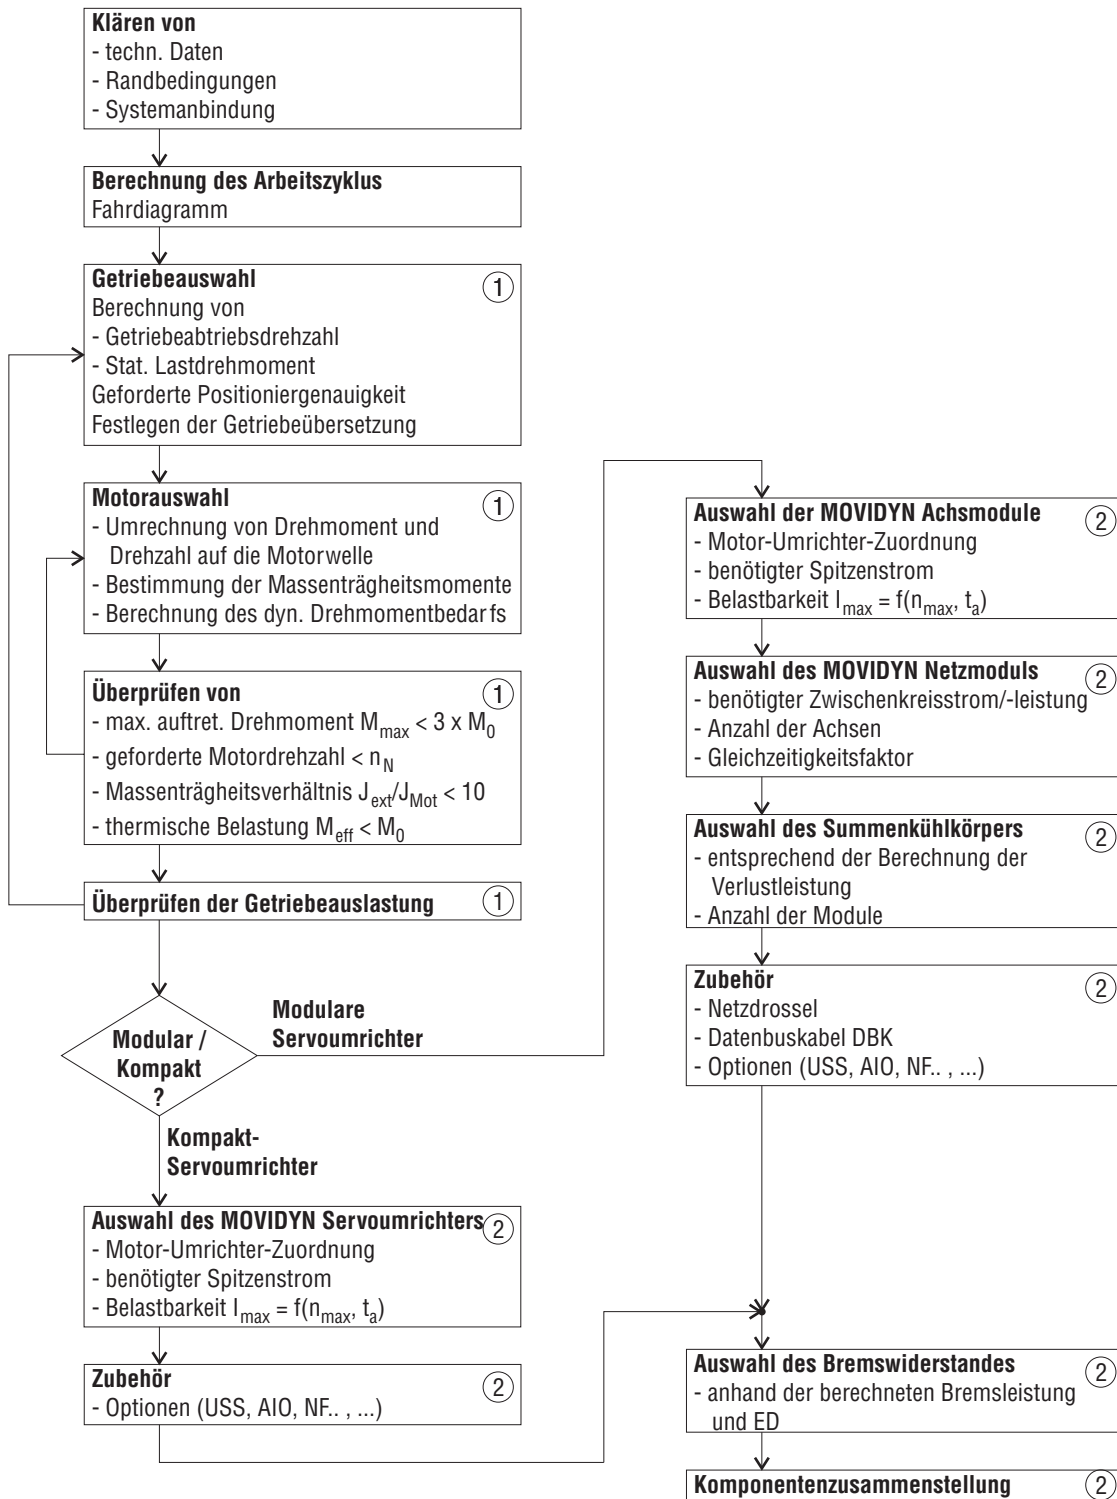 Klären von
- techn. Daten
- Randbedingungen
- Systemanbindung
Berechnung des Arbeitszyklus
Fahrdiagramm
Getriebeauswahl
1
Berechnung von
- Getriebeabtriebsdrehzahl
- Stat. Lastdrehmoment
Geforderte Positioniergenauigkeit
Festlegen der Getriebeübersetzung
Motorauswahl
1
- Umrechnung von Drehmoment und
Drehzahl auf die Motorwelle
- Bestimmung der Massenträgheitsmomente
- Berechnung des dyn. Drehmomentbedarfs
Überprüfen von
1
- max. auftret. Drehmoment M_max < 3 x M_0
- geforderte Motordrehzahl < n_N
- Massenträgheitsverhältnis J_ext/J_Mot < 10
- thermische Belastung M_eff < M_0
Überprüfen der Getriebeauslastung
1
Modular /
Kompakt
?
Modulare
Servoumrichter
Kompakt-
Servoumrichter
Auswahl des MOVIDYN Servoumrichters
2
- Motor-Umrichter-Zuordnung
- benötigter Spitzenstrom
- Belastbarkeit I_max = f(n_max, t_a)
Zubehör
2
- Optionen (USS, AIO, NF.. , ...)
Auswahl der MOVIDYN Achsmodule
2
- Motor-Umrichter-Zuordnung
- benötigter Spitzenstrom
- Belastbarkeit I_max = f(n_max, t_a)
Auswahl des MOVIDYN Netzmoduls
2
- benötigter Zwischenkreisstrom/-leistung
- Anzahl der Achsen
- Gleichzeitigkeitsfaktor
Auswahl des Summenkühlkörpers
2
- entsprechend der Berechnung der
Verlustleistung
- Anzahl der Module
Zubehör
2
- Netzdrossel
- Datenbuskabel DBK
- Optionen (USS, AIO, NF.. , ...)
Auswahl des Bremswiderstandes
2
- anhand der berechneten Bremsleistung
und ED
Komponentenzusammenstellung
2